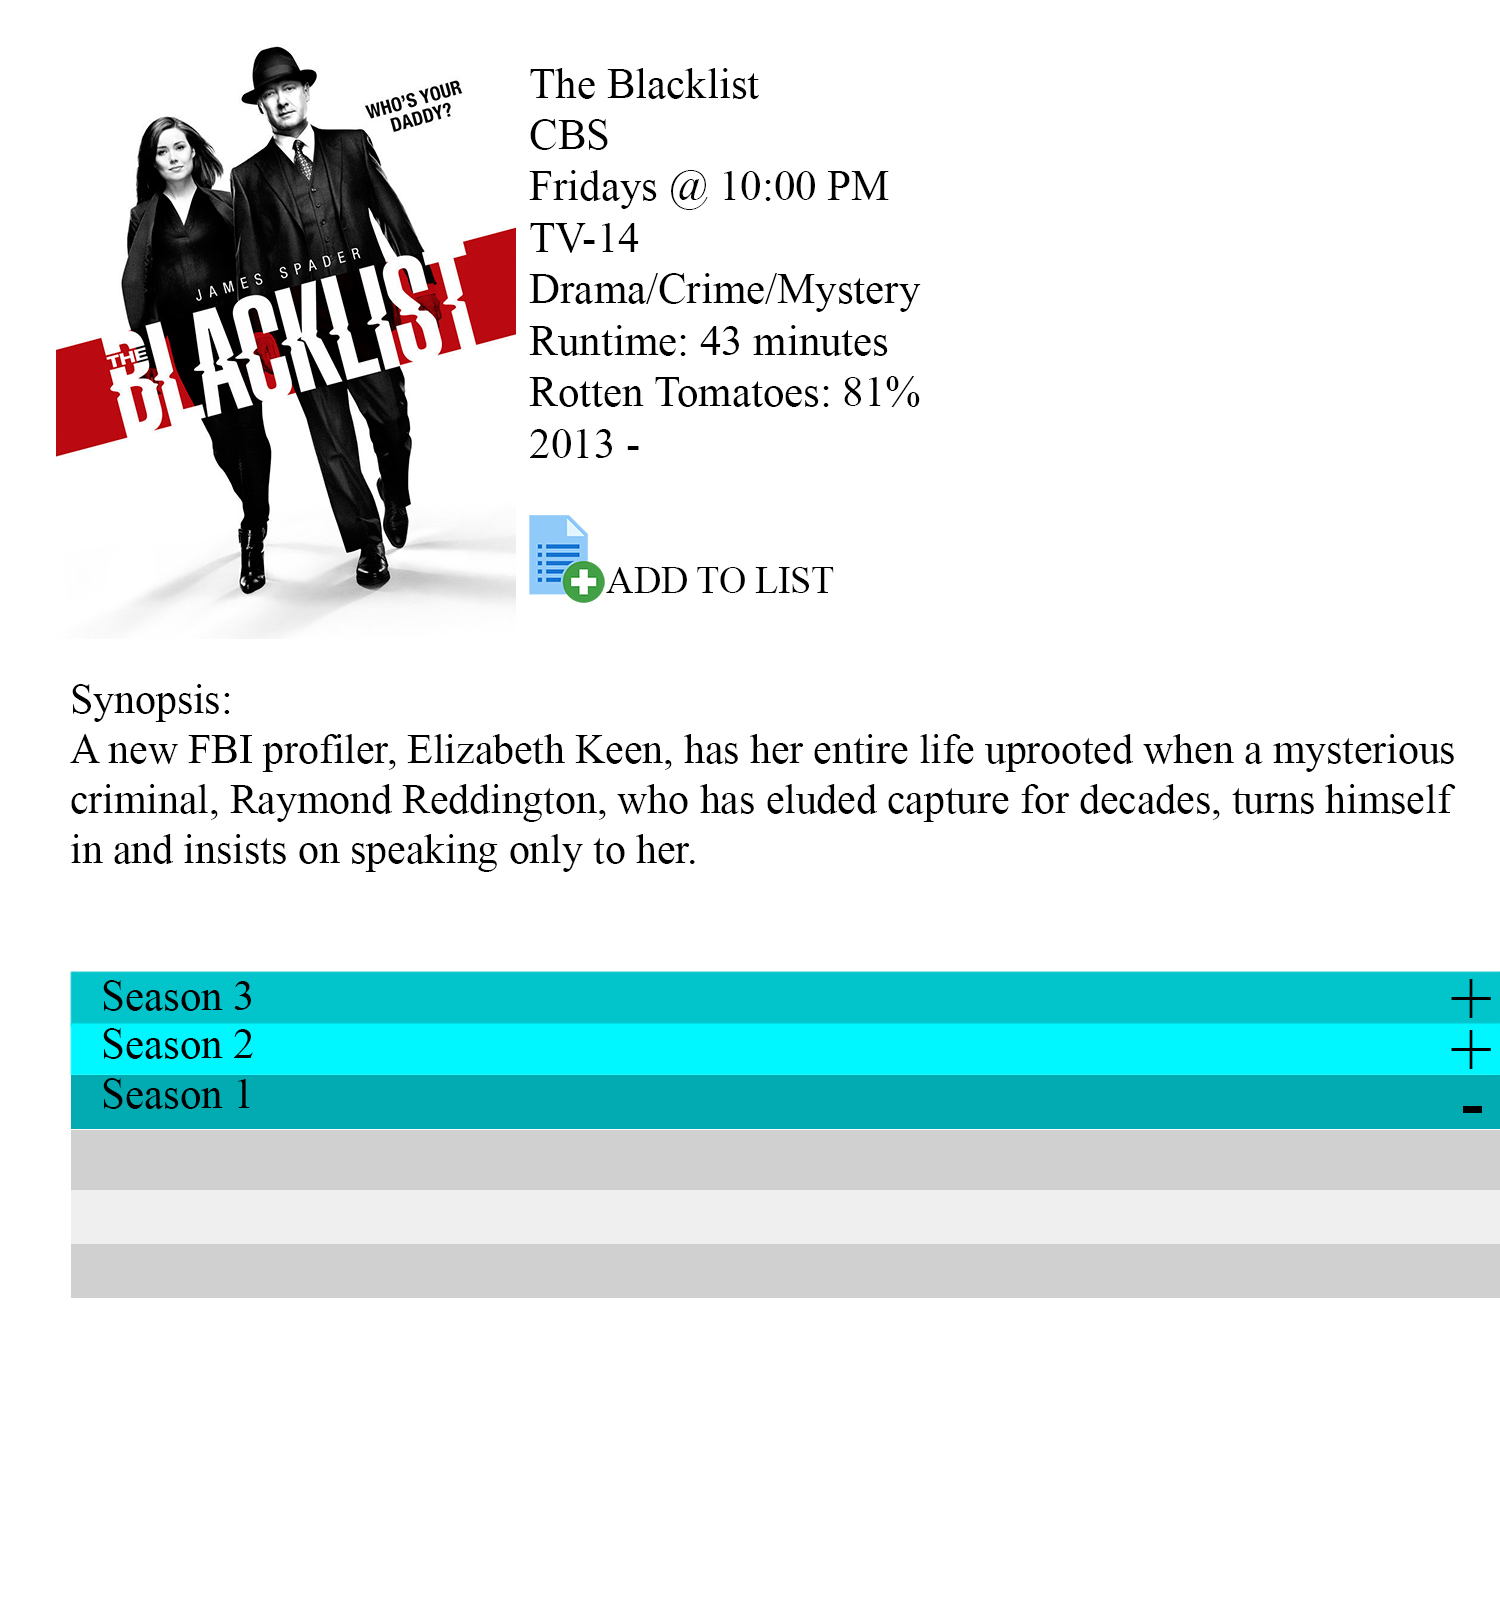 WHO'S YOUR
DADDY?
JAMES SPADER
THE
BLACKLIST
The Blacklist
CBS
Fridays @ 10:00 PM
TV-14
Drama/Crime/Mystery
Runtime: 43 minutes
Rotten Tomatoes: 81%
2013 -
ADD TO LIST
Synopsis:
A new FBI profiler, Elizabeth Keen, has her entire life uprooted when a mysterious
criminal, Raymond Reddington, who has eluded capture for decades, turns himself
in and insists on speaking only to her.
Season 3 +
Season 2 +
Season 1 -